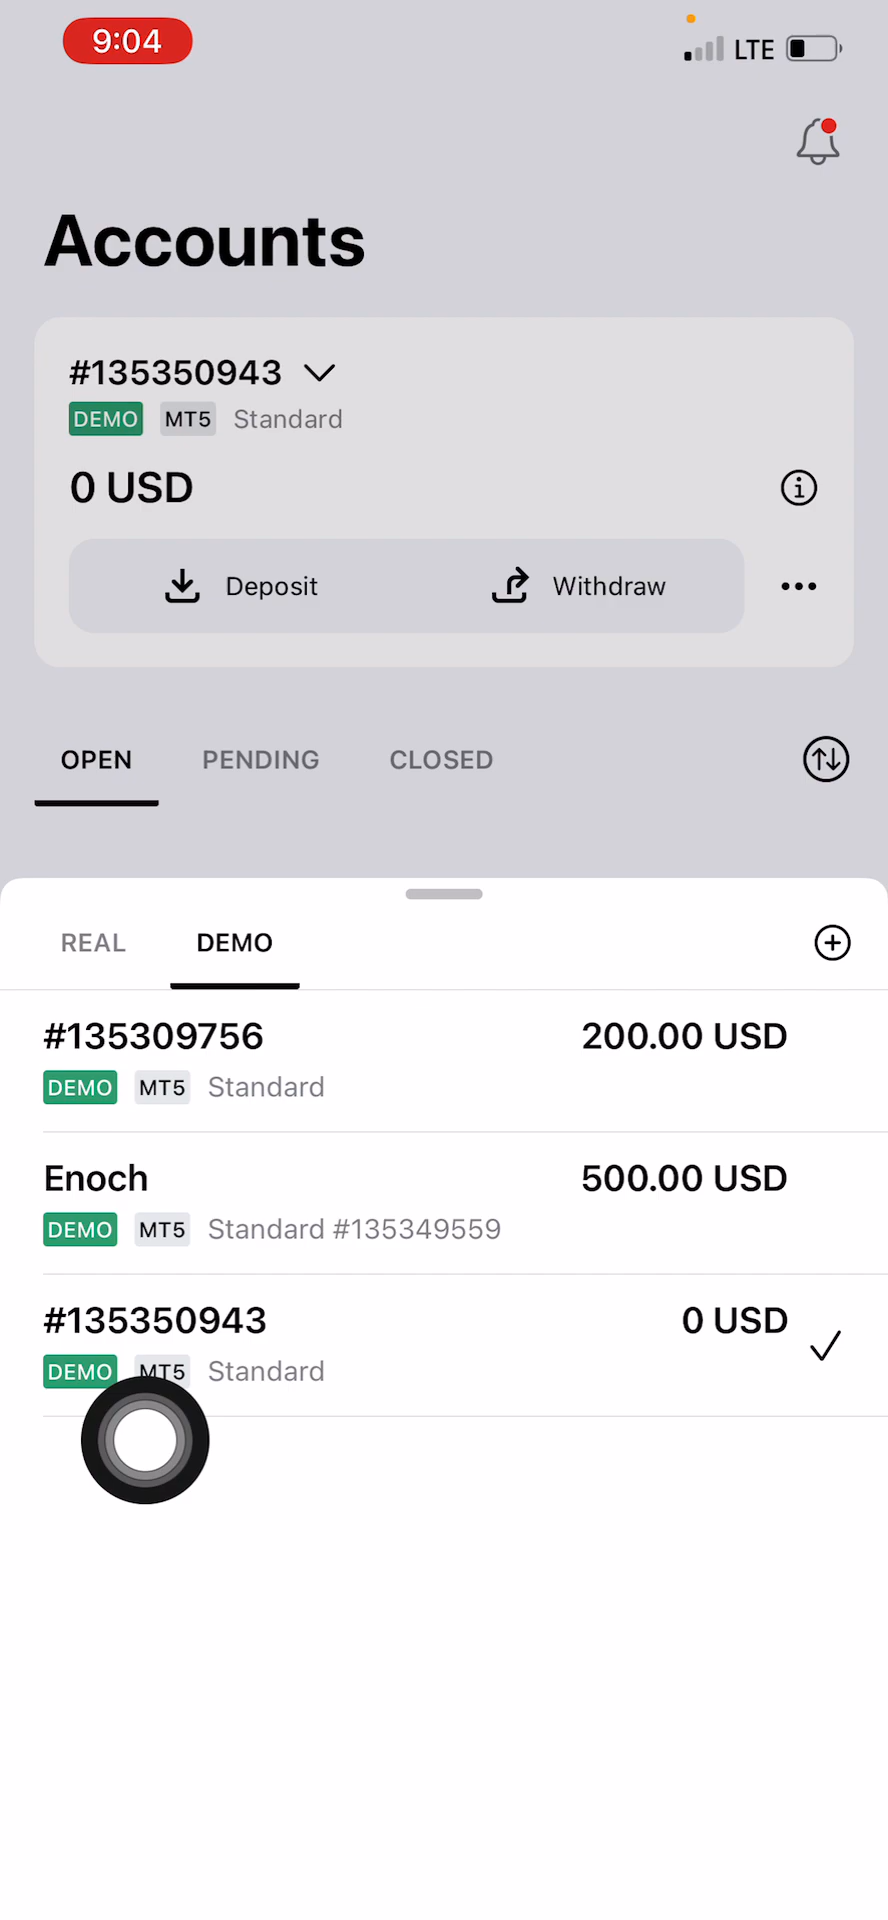 9:04
LTE
Accounts
#135350943
DEMO MT5 Standard
0 USD
Deposit Withdraw
OPEN PENDING CLOSED
REAL DEMO
#135309756 200.00 USD
DEMO MT5 Standard
Enoch 500.00 USD
DEMO MT5 Standard #135349559
#135350943 0 USD
DEMO MT5 Standard